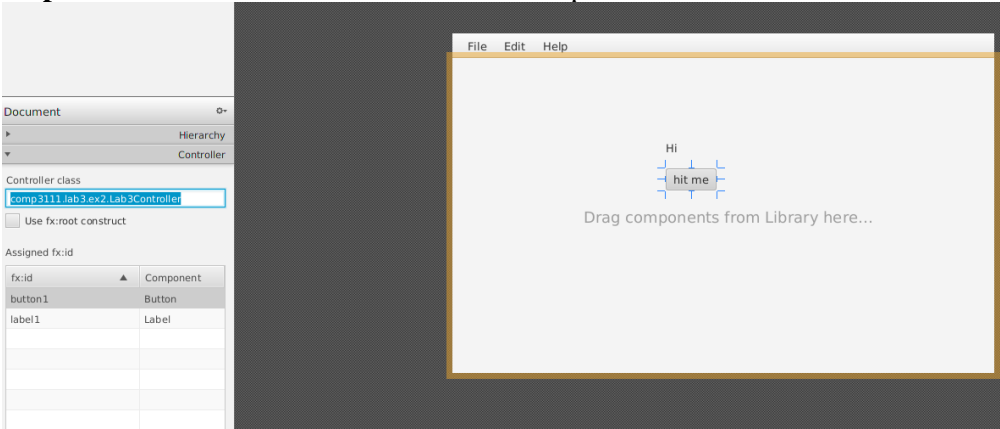 Document
Hierarchy
Controller
Controller class
comp3111.lab3.ex2.Lab3Controller
Use fx:root construct
Assigned fx:id
fx:id Component
button1 Button
label1 Label
File Edit Help
Hi
hit me
Drag components from Library here...